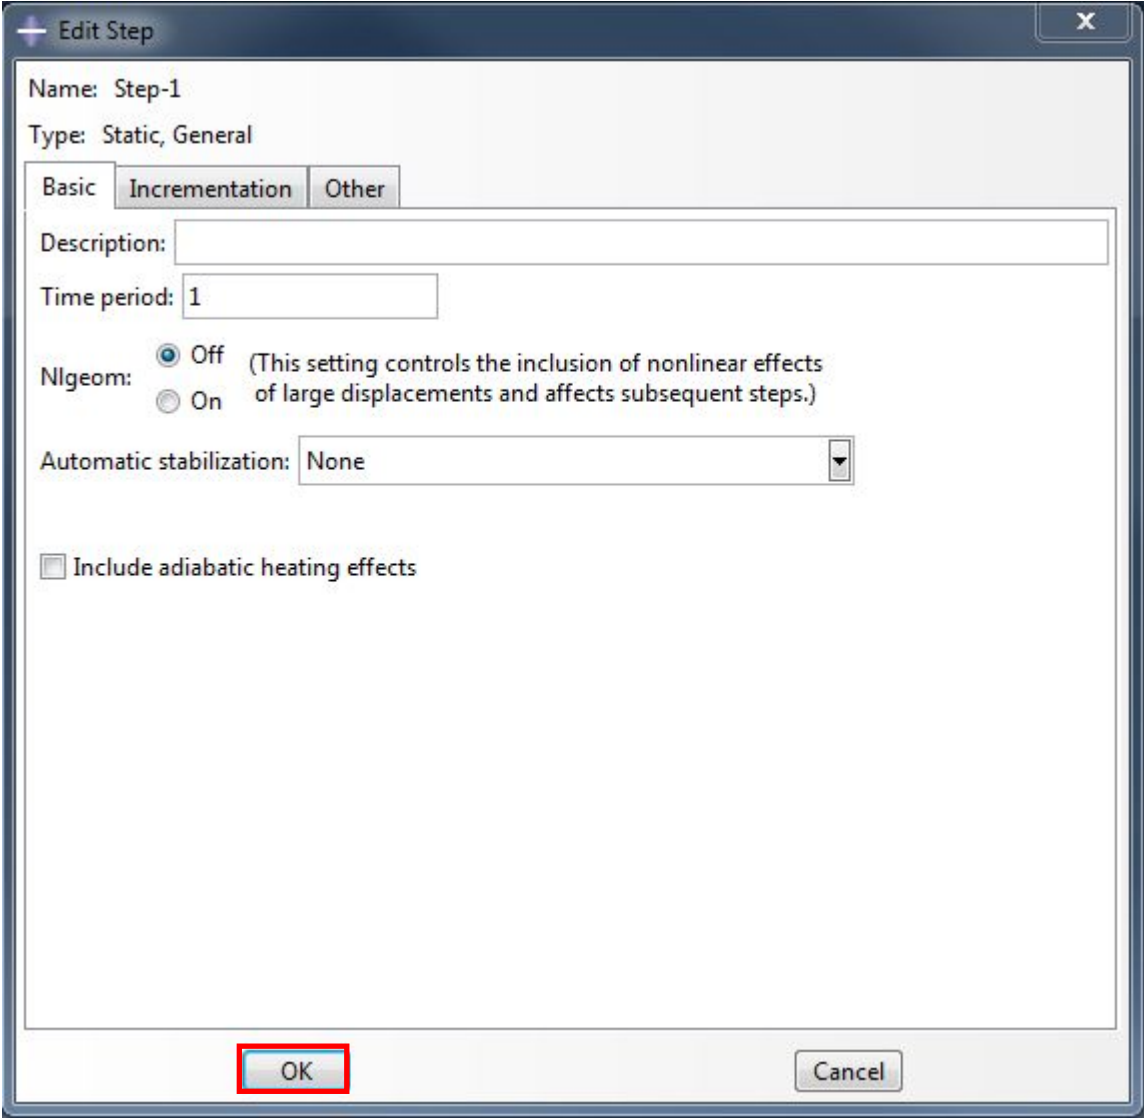 Edit Step
x
Name: Step-1
Type: Static, General
Basic Incrementation Other
Description:
Time period: 1
Nlgeom:
Off
On
(This setting controls the inclusion of nonlinear effects
of large displacements and affects subsequent steps.)
Automatic stabilization: None
Include adiabatic heating effects
OK Cancel